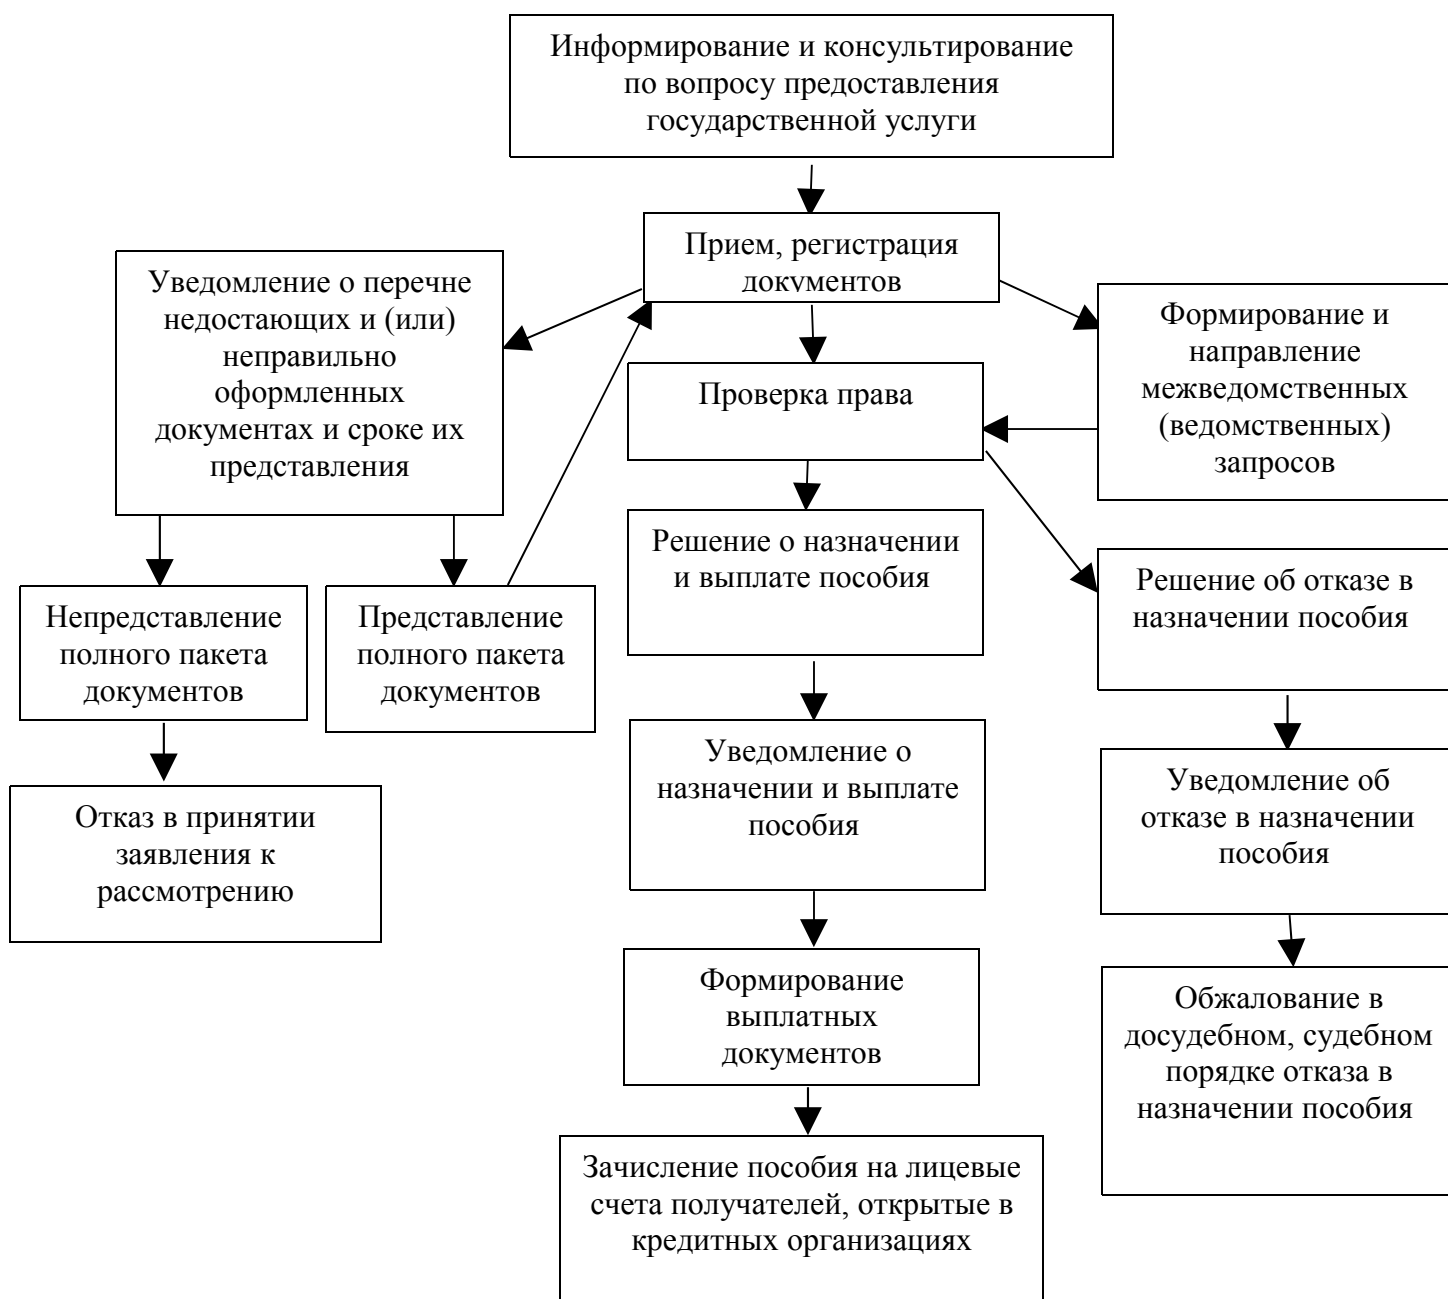 Информирование и консультирование
по вопросу предоставления
государственной услуги
Прием, регистрация
документов
Уведомление о перечне
недостающих и (или)
неправильно
оформленных
документах и сроке их
представления
Формирование и
направление
межведомственных
(ведомственных)
запросов
Проверка права
Решение о назначении
и выплате пособия
Решение об отказе в
назначении пособия
Непредставление
полного пакета
документов
Представление
полного пакета
документов
Уведомление о
назначении и выплате
пособия
Уведомление об
отказе в назначении
пособия
Отказ в принятии
заявления к
рассмотрению
Формирование
выплатных
документов
Обжалование в
досудебном, судебном
порядке отказа в
назначении пособия
Зачисление пособия на лицевые
счета получателей, открытые в
кредитных организациях